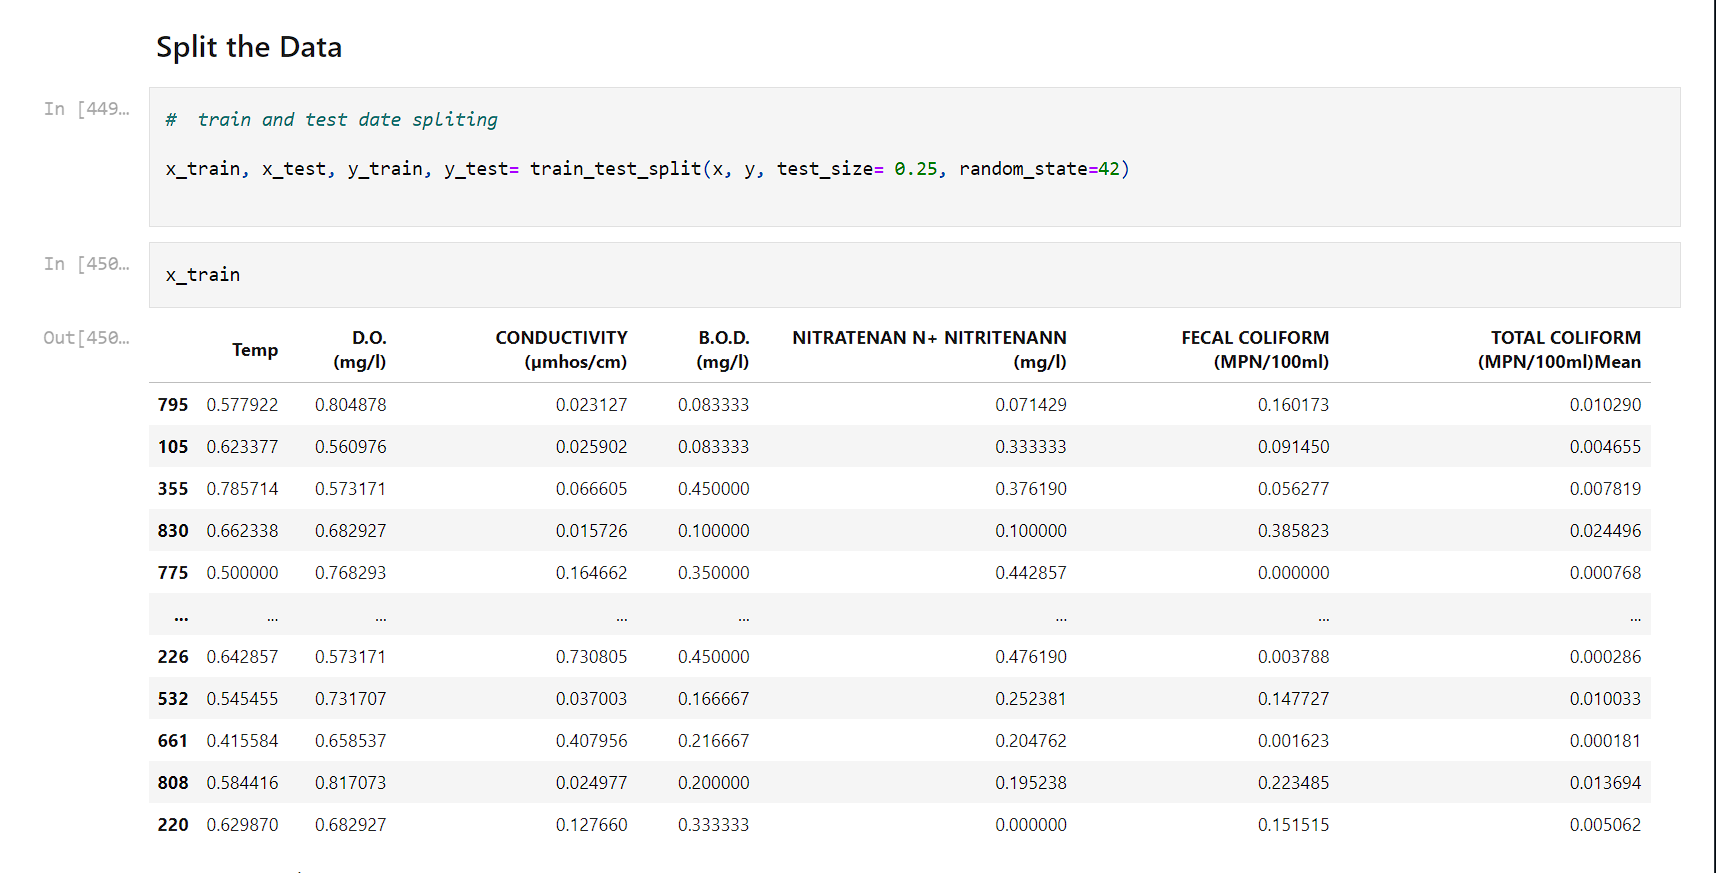 Split the Data
In [449…
# train and test date spliting
x_train, x_test, y_train, y_test= train_test_split(x, y, test_size= 0.25, random_state=42)
In [450…
x_train
Out[450…
Temp D.O. (mg/l) CONDUCTIVITY (µmhos/cm) B.O.D. (mg/l) NITRATENAN N+ NITRITENANN (mg/l) FECAL COLIFORM (MPN/100ml) TOTAL COLIFORM (MPN/100ml)Mean
795 0.577922 0.804878 0.023127 0.083333 0.071429 0.160173 0.010290
105 0.623377 0.560976 0.025902 0.083333 0.333333 0.091450 0.004655
355 0.785714 0.573171 0.066605 0.450000 0.376190 0.056277 0.007819
830 0.662338 0.682927 0.015726 0.100000 0.100000 0.385823 0.024496
775 0.500000 0.768293 0.164662 0.350000 0.442857 0.000000 0.000768
... ... ... ... ... ... ... ...
226 0.642857 0.573171 0.730805 0.450000 0.476190 0.003788 0.000286
532 0.545455 0.731707 0.037003 0.166667 0.252381 0.147727 0.010033
661 0.415584 0.658537 0.407956 0.216667 0.204762 0.001623 0.000181
808 0.584416 0.817073 0.024977 0.200000 0.195238 0.223485 0.013694
220 0.629870 0.682927 0.127660 0.333333 0.000000 0.151515 0.005062